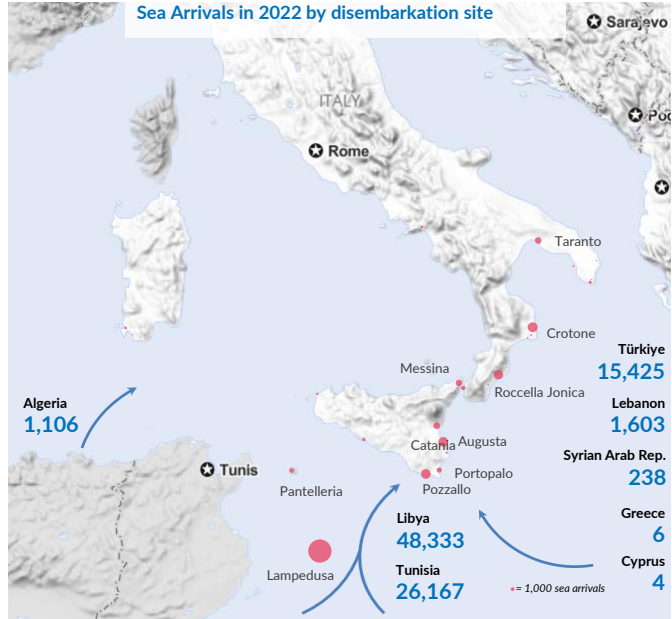 Sea Arrivals in 2022 by disembarkation site
Sarajevo
ITALY
Rome
Taranto
Crotone
Türkiye
15,425
Messina
Roccella Jonica
Algeria
1,106
Lebanon
1,603
Catania
Augusta
Syrian Arab Rep.
238
Tunis
Portopalo
Pantelleria
Pozzallo
Libya
48,333
Greece
6
Lampedusa
Tunisia
26,167
Cyprus
4
= 1,000 sea arrivals